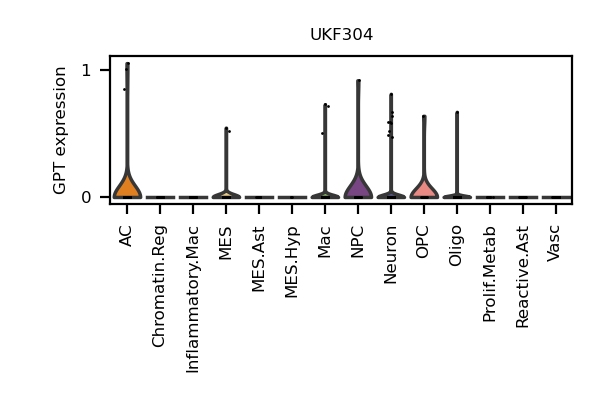 UKF304
GPT expression
1
0
AC
Chromatin.Reg
Inflammatory.Mac
MES
MES.Ast
MES.Hyp
Mac
NPC
Neuron
OPC
Oligo
Prolif.Metab
Reactive.Ast
Vasc